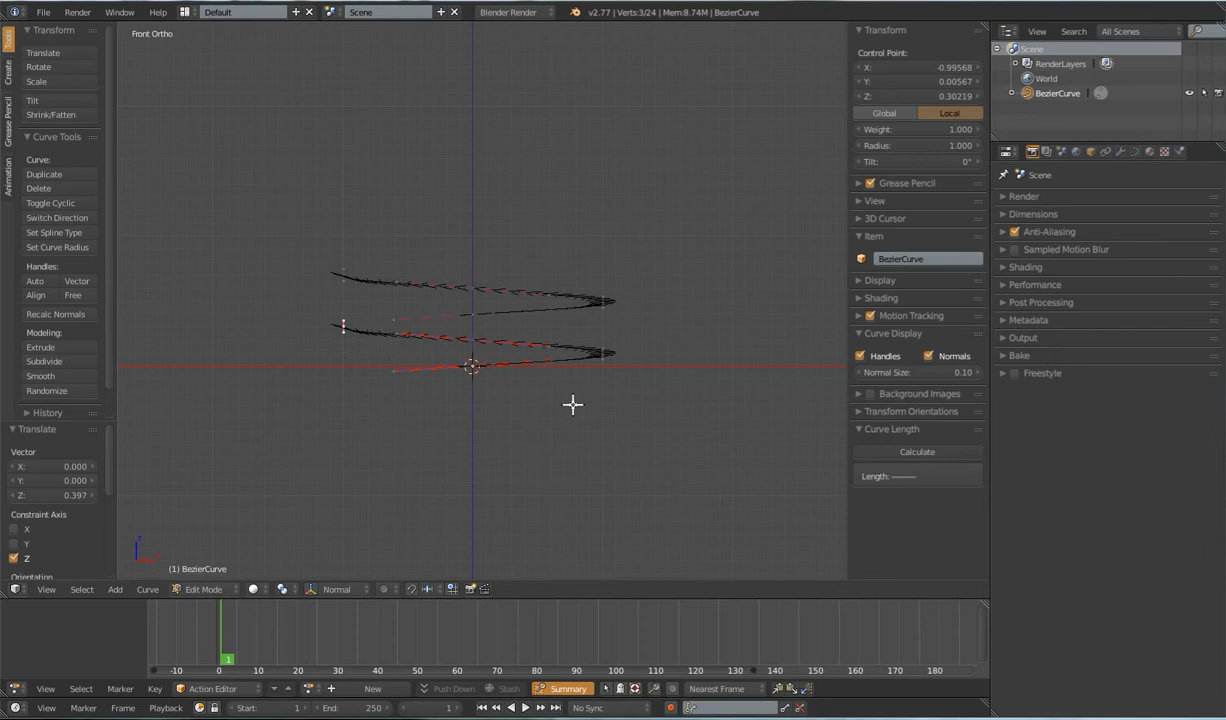 File Render Window Help Default Scene Blender Render v2.77 | Verts:3/24 | Mem:8.74M | BezierCurve
Tools
Create
Grease Pencil
Animation
Transform
Translate
Rotate
Scale
Tilt
Shrink/Fatten
Curve Tools
Curve:
Duplicate
Delete
Toggle Cyclic
Switch Direction
Set Spline Type
Set Curve Radius
Handles:
Auto Vector
Align Free
Recalc Normals
Modeling:
Extrude
Subdivide
Smooth
Randomize
History
Translate
Vector
X: 0.000
Y: 0.000
Z: 0.397
Constraint Axis
X
Y
Z
Orientation
Front Ortho
(1) BezierCurve
Transform
Control Point:
X: -0.99568
Y: 0.00567
Z: 0.30219
Global Local
Weight: 1.000
Radius: 1.000
Tilt: 0°
Grease Pencil
View
3D Cursor
Item
BezierCurve
Display
Shading
Motion Tracking
Curve Display
Handles Normals
Normal Size: 0.10
Background Images
Transform Orientations
Curve Length
Calculate
Length: ———
View Search All Scenes
Scene
RenderLayers
World
BezierCurve
Scene
Render
Dimensions
Anti-Aliasing
Sampled Motion Blur
Shading
Performance
Post Processing
Metadata
Output
Bake
Freestyle
View Select Add Curve Edit Mode Normal
1
-10 0 10 20 30 40 50 60 70 80 90 100 110 120 130 140 150 160 170 180
View Select Marker Key Action Editor New Push Down Stash Summary Nearest Frame
View Marker Frame Playback Start: 1 End: 250 1 No Sync